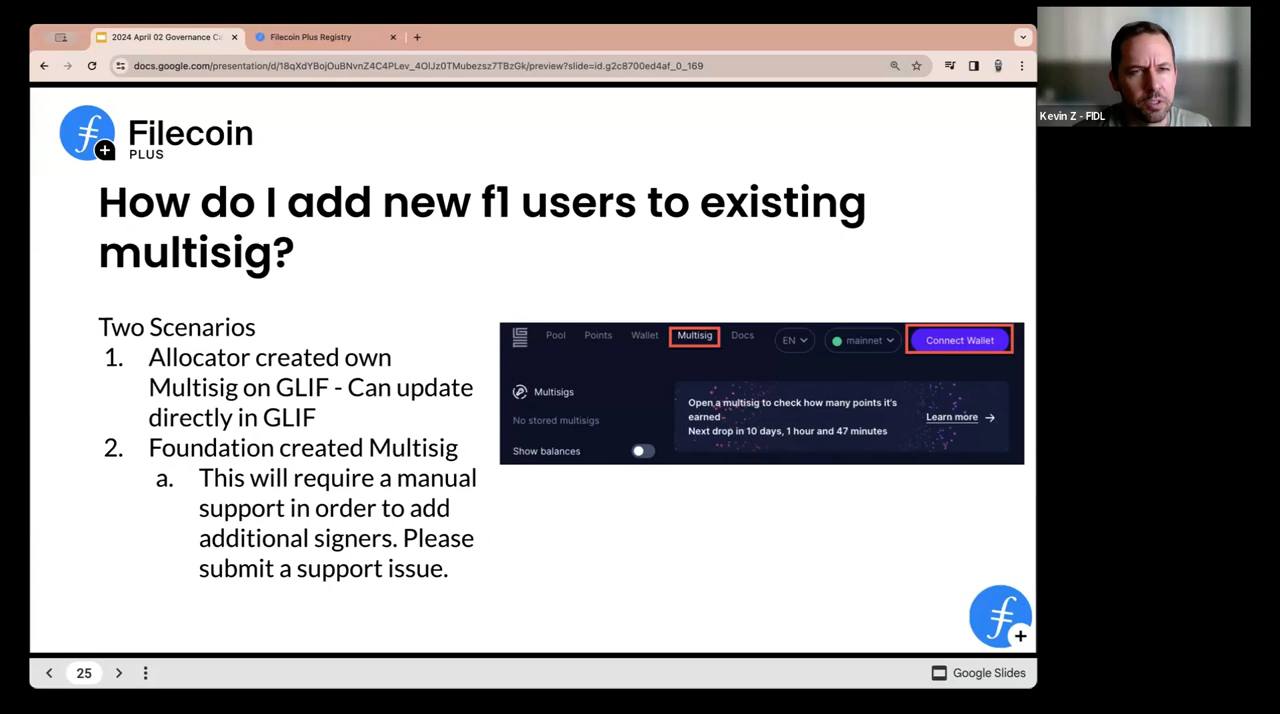 2024 April 02 Governance Ca
Filecoin Plus Registry
docs.google.com/presentation/d/18qXdYBojOuBNvnZ4C4PLev_4OlJz0TMubezsz7TBzGk/preview?slide=id.g2c8700ed4af_0_169
Kevin Z - FIDL
Filecoin
PLUS
How do I add new f1 users to existing
multisig?
Two Scenarios
1. Allocator created own
Multisig on GLIF - Can update
directly in GLIF
2. Foundation created Multisig
a. This will require a manual
support in order to add
additional signers. Please
submit a support issue.
Pool Points Wallet Multisig Docs EN mainnet Connect Wallet
Multisigs
No stored multisigs
Show balances
Open a multisig to check how many points it's
earned
Next drop in 10 days, 1 hour and 47 minutes
Learn more
25
Google Slides